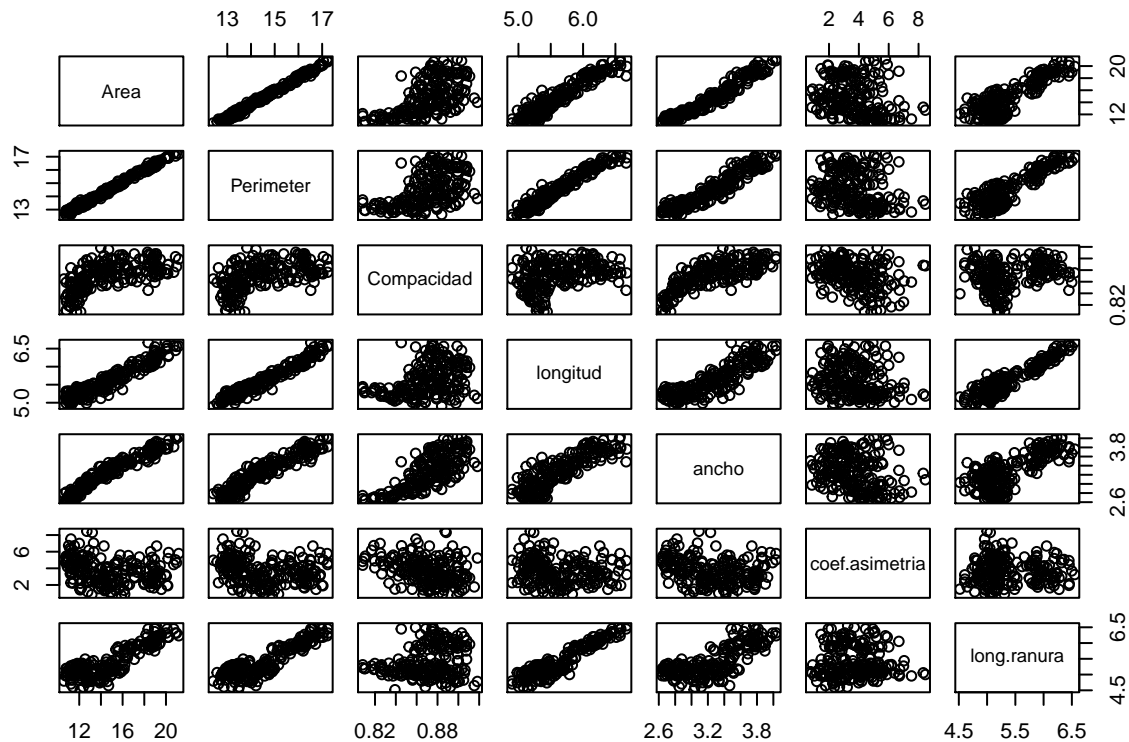 13 15 17
5.0 6.0
2 4 6 8
Area
12 20
13 17
Perimeter
Compacidad
0.82
5.0 6.5
longitud
ancho
2.6 3.8
2 6
coef.asimetria
long.ranura
4.5 6.5
12 16 20
0.82 0.88
2.6 3.2 3.8
4.5 5.5 6.5